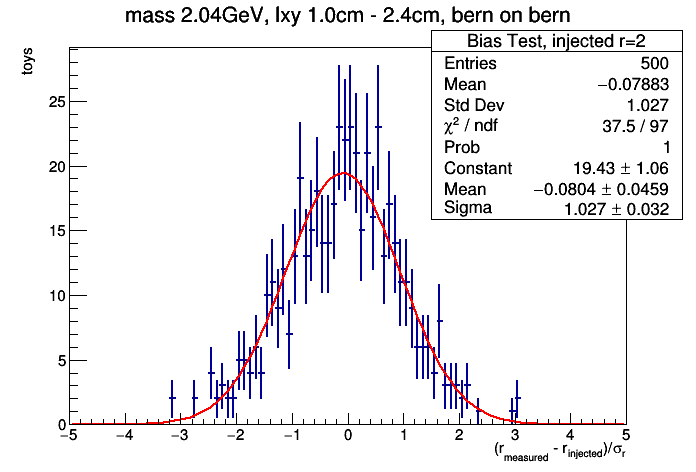 mass 2.04GeV, lxy 1.0cm - 2.4cm, bern on bern
toys
Bias Test, injected r=2
Entries 500
Mean −0.07883
Std Dev 1.027
χ² / ndf 37.5 / 97
Prob 1
Constant 19.43 ± 1.06
Mean −0.0804 ± 0.0459
Sigma 1.027 ± 0.032
25
20
15
10
5
0
−5 −4 −3 −2 −1 0 1 2 3 4 5
(r_measured - r_injected)/σ_r